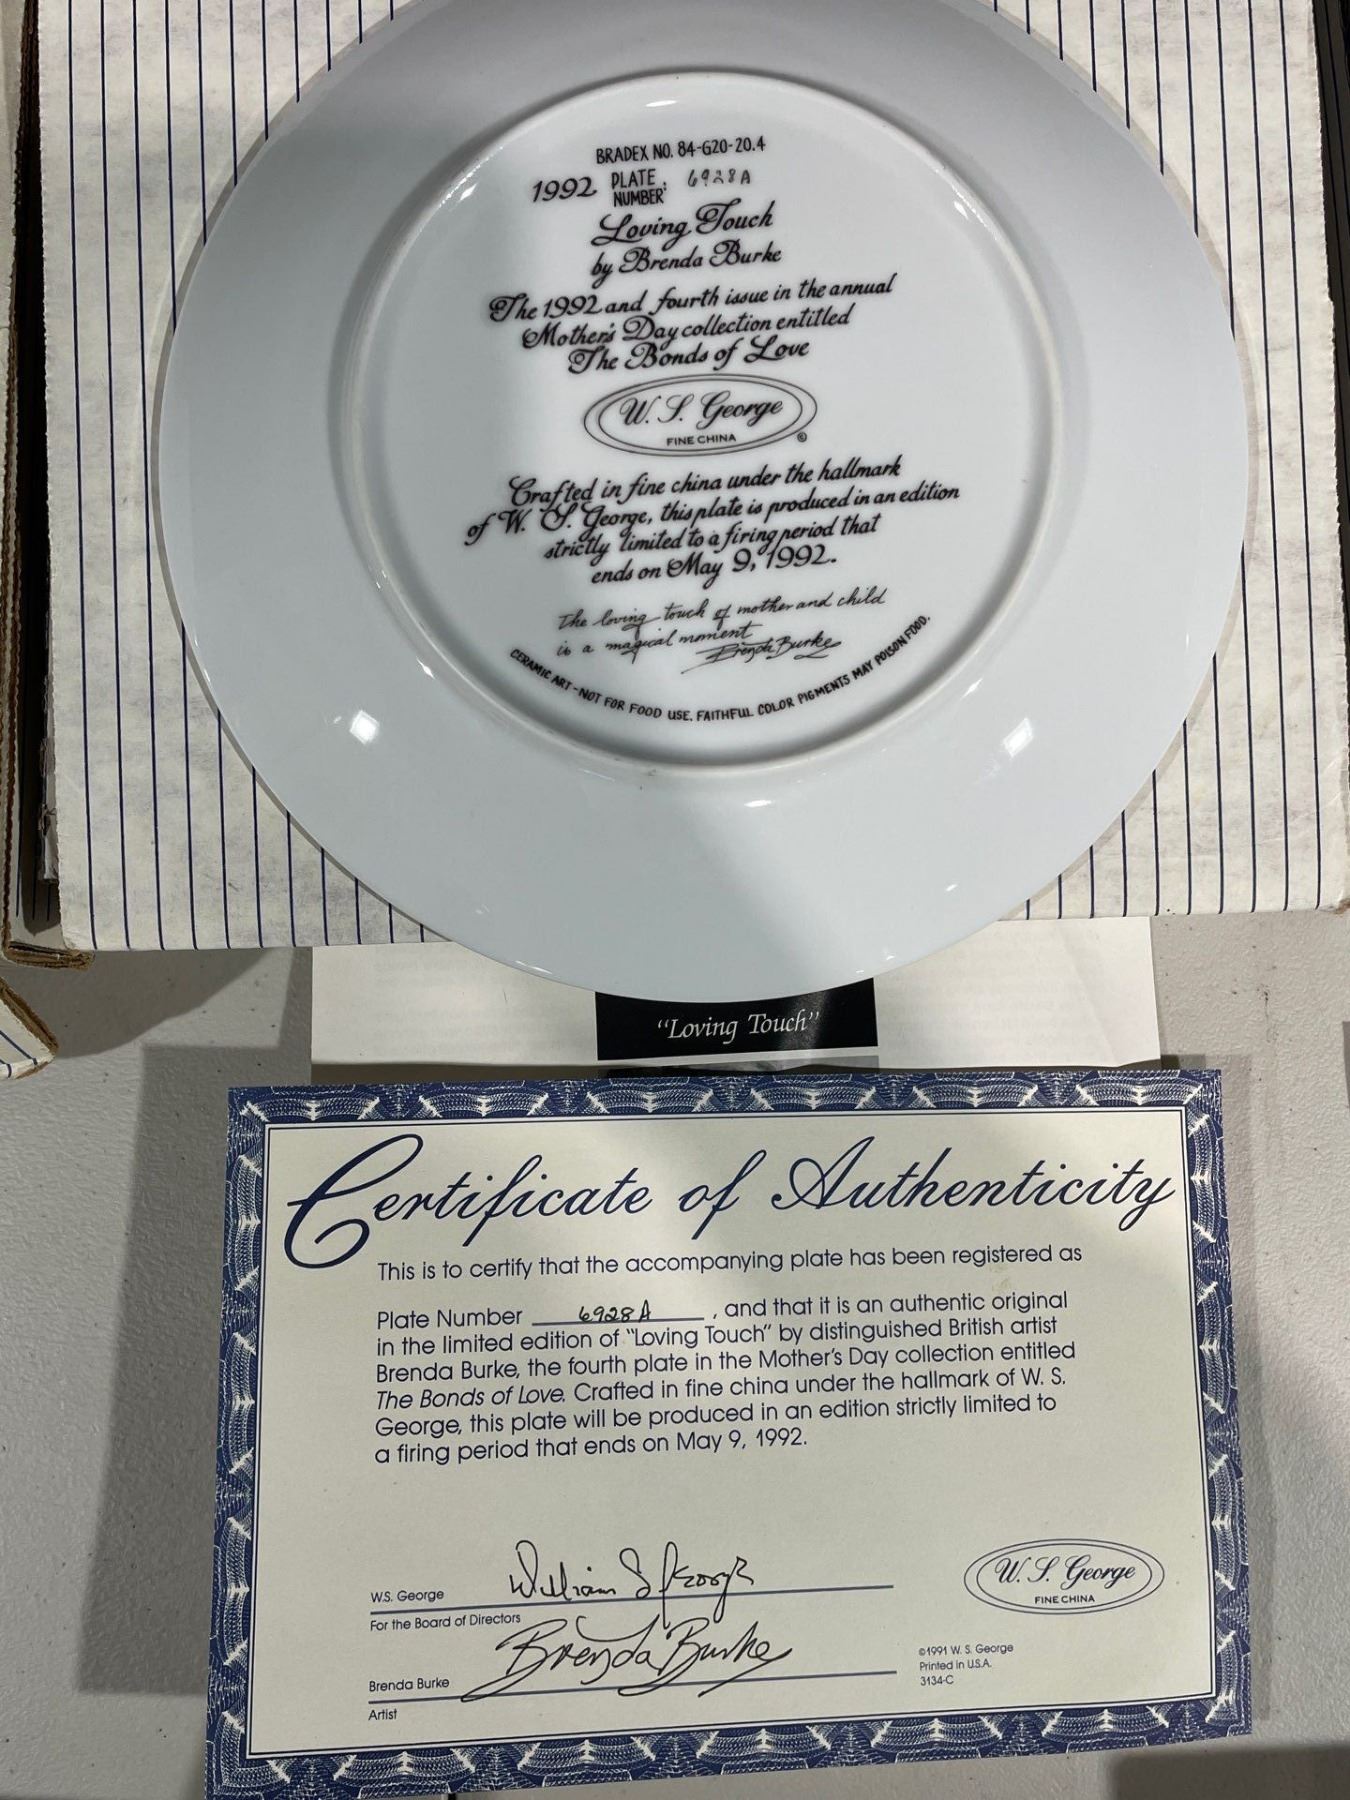 BRADEX NO. 84-G20-20.4
1992 PLATE NUMBER: 6928A
Loving Touch
by Brenda Burke
The 1992 and fourth issue in the annual
Mother's Day collection entitled
The Bonds of Love
W. S. George
FINE CHINA
©
Crafted in fine china under the hallmark
of W. S. George, this plate is produced in an edition
strictly limited to a firing period that
ends on May 9, 1992.
The loving touch of mother and child
is a magical moment
Brenda Burke
CERAMIC ART - NOT FOR FOOD USE. FAITHFUL COLOR PIGMENTS MAY POISON FOOD.
"Loving Touch"
Certificate of Authenticity
This is to certify that the accompanying plate has been registered as
Plate Number 6928A, and that it is an authentic original
in the limited edition of "Loving Touch" by distinguished British artist
Brenda Burke, the fourth plate in the Mother's Day collection entitled
The Bonds of Love. Crafted in fine china under the hallmark of W. S.
George, this plate will be produced in an edition strictly limited to
a firing period that ends on May 9, 1992.
W.S. George William S George
For the Board of Directors
Brenda Burke Brenda Burke
Artist
W. S. George
FINE CHINA
©1991 W. S. George
Printed in U.S.A.
3134-C